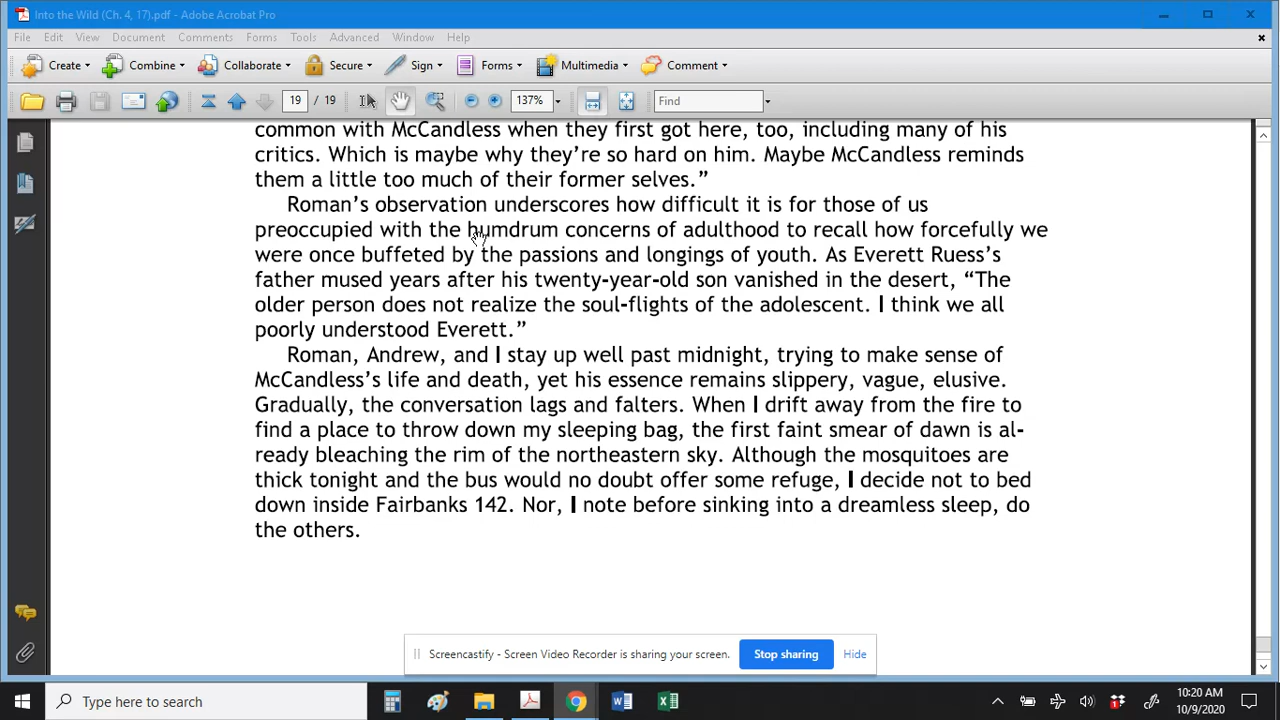 Into the Wild (Ch. 4, 17).pdf - Adobe Acrobat Pro
File Edit View Document Comments Forms Tools Advanced Window Help
Create Combine Collaborate Secure Sign Forms Multimedia Comment
19 / 19 137% Find
common with McCandless when they first got here, too, including many of his
critics. Which is maybe why they’re so hard on him. Maybe McCandless reminds
them a little too much of their former selves.”
Roman’s observation underscores how difficult it is for those of us
preoccupied with the humdrum concerns of adulthood to recall how forcefully we
were once buffeted by the passions and longings of youth. As Everett Ruess’s
father mused years after his twenty-year-old son vanished in the desert, “The
older person does not realize the soul-flights of the adolescent. I think we all
poorly understood Everett.”
Roman, Andrew, and I stay up well past midnight, trying to make sense of
McCandless’s life and death, yet his essence remains slippery, vague, elusive.
Gradually, the conversation lags and falters. When I drift away from the fire to
find a place to throw down my sleeping bag, the first faint smear of dawn is al-
ready bleaching the rim of the northeastern sky. Although the mosquitoes are
thick tonight and the bus would no doubt offer some refuge, I decide not to bed
down inside Fairbanks 142. Nor, I note before sinking into a dreamless sleep, do
the others.
Screencastify - Screen Video Recorder is sharing your screen. Stop sharing Hide
Type here to search
10:20 AM
10/9/2020